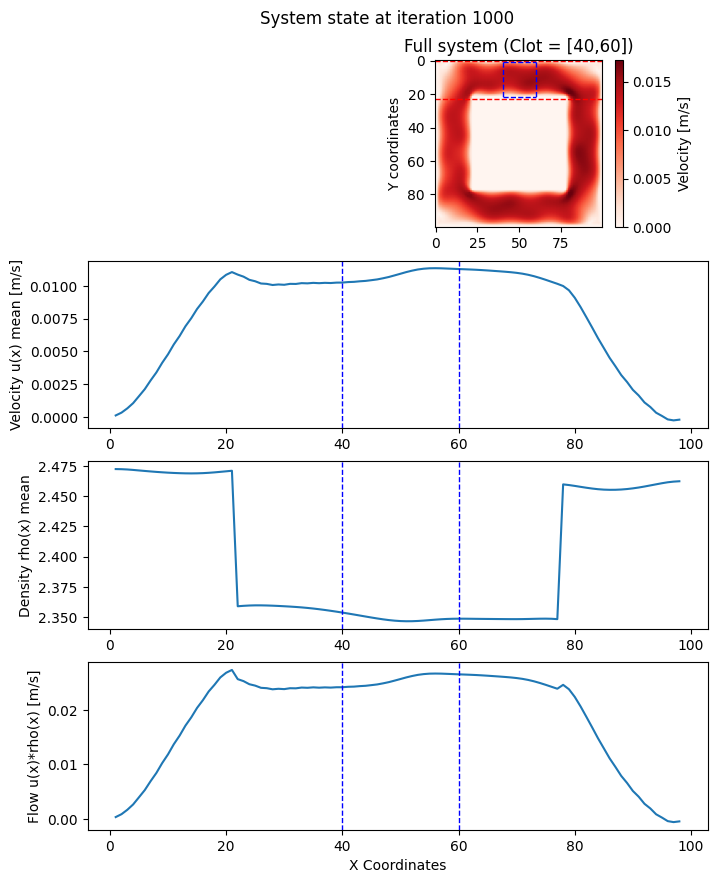 System state at iteration 1000
Full system (Clot = [40,60])
0
20
40
60
80
Y coordinates
0 25 50 75
0.015
0.010
0.005
0.000
Velocity [m/s]
0.0100
0.0075
0.0050
0.0025
0.0000
Velocity u(x) mean [m/s]
0 20 40 60 80 100
2.475
2.450
2.425
2.400
2.375
2.350
Density rho(x) mean
0 20 40 60 80 100
0.02
0.01
0.00
Flow u(x)*rho(x) [m/s]
0 20 40 60 80 100
X Coordinates